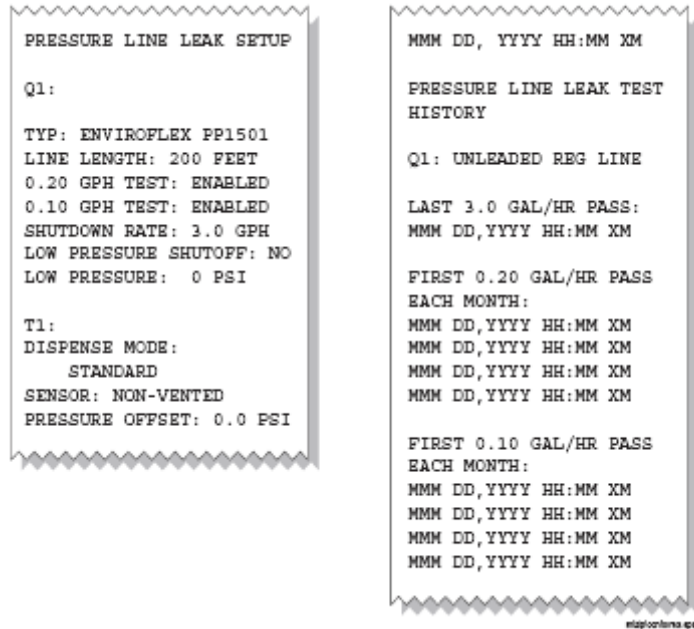 PRESSURE LINE LEAK SETUP
Q1:
TYP: ENVIROFLEX PP1501
LINE LENGTH: 200 FEET
0.20 GPH TEST: ENABLED
0.10 GPH TEST: ENABLED
SHUTDOWN RATE: 3.0 GPH
LOW PRESSURE SHUTOFF: NO
LOW PRESSURE: 0 PSI
T1:
DISPENSE MODE:
STANDARD
SENSOR: NON-VENTED
PRESSURE OFFSET: 0.0 PSI
MMM DD, YYYY HH:MM XM
PRESSURE LINE LEAK TEST
HISTORY
Q1: UNLEADED REG LINE
LAST 3.0 GAL/HR PASS:
MMM DD,YYYY HH:MM XM
FIRST 0.20 GAL/HR PASS
EACH MONTH:
MMM DD,YYYY HH:MM XM
MMM DD,YYYY HH:MM XM
MMM DD,YYYY HH:MM XM
MMM DD,YYYY HH:MM XM
FIRST 0.10 GAL/HR PASS
EACH MONTH:
MMM DD,YYYY HH:MM XM
MMM DD,YYYY HH:MM XM
MMM DD,YYYY HH:MM XM
MMM DD,YYYY HH:MM XM